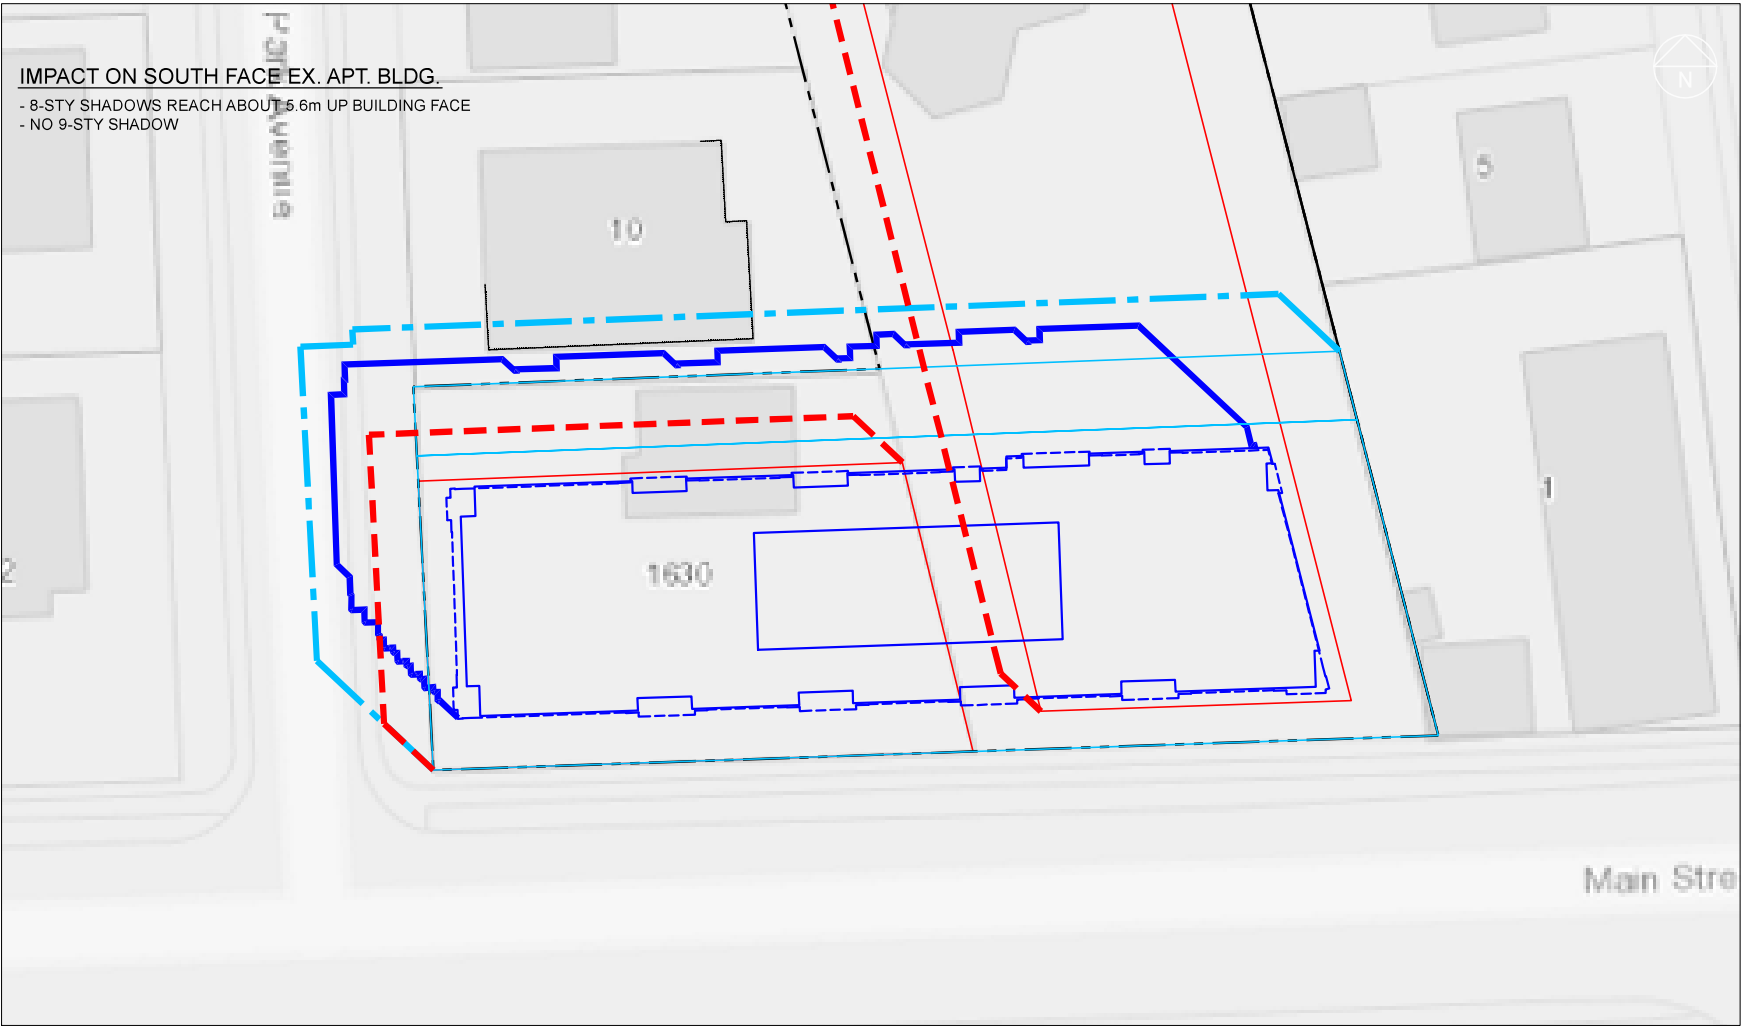 IMPACT ON SOUTH FACE EX. APT. BLDG.
- 8-STY SHADOWS REACH ABOUT 5.6m UP BUILDING FACE
- NO 9-STY SHADOW
N
Avenue
10
5
1
2
1630
Main Stre